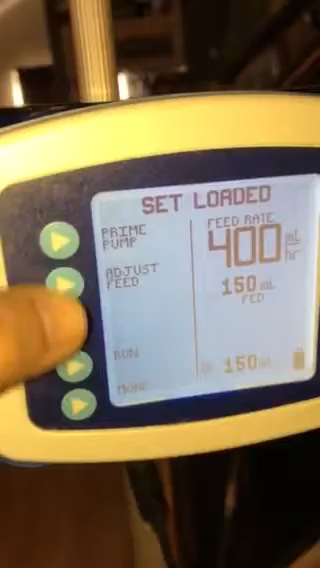 SET LOADED
PRIME
PUMP
ADJUST
FEED
RUN
MORE
FEED RATE
400 mL
hr
150 mL
FED
150 mL